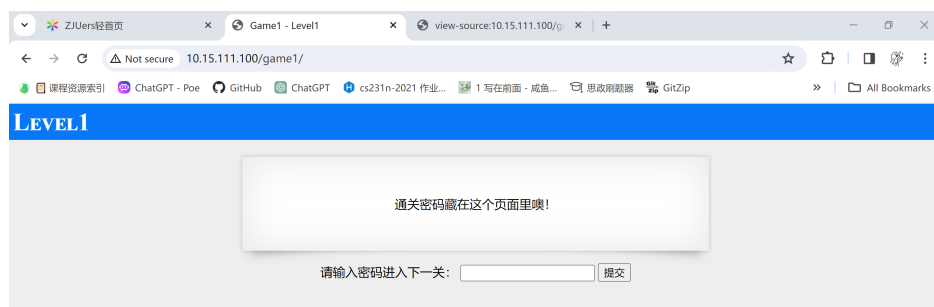 ZJUers轻首页
Game1 - Level1
view-source:10.15.111.100/g
Not secure
10.15.111.100/game1/
课程资源索引
ChatGPT - Poe
GitHub
ChatGPT
cs231n-2021 作业...
1 写在前面 - 咸鱼...
思政刷题器
GitZip
All Bookmarks
LEVEL1
通关密码藏在这个页面里噢！
请输入密码进入下一关：
提交